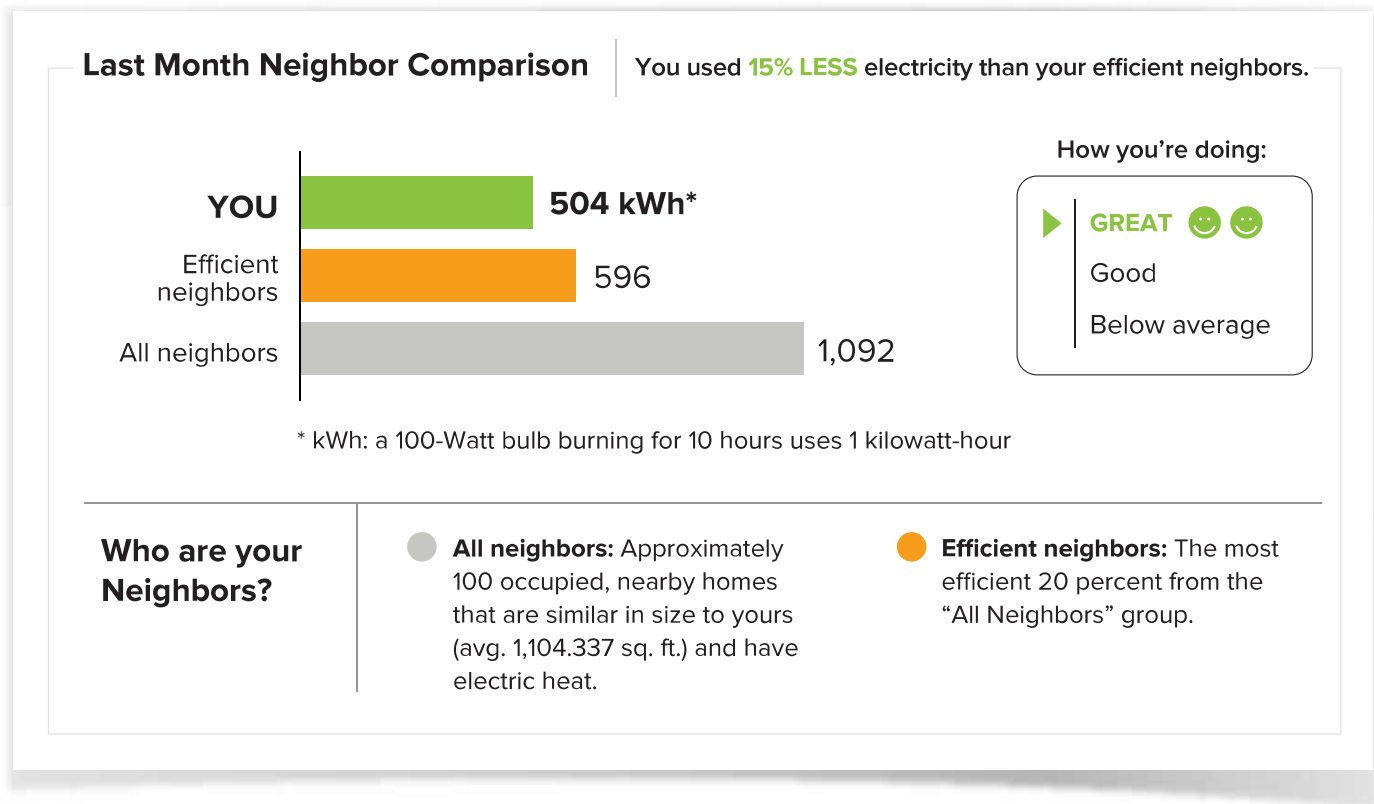 Last Month Neighbor Comparison
You used 15% LESS electricity than your efficient neighbors.
How you’re doing:
YOU
504 kWh*
Efficient
neighbors
596
All neighbors
1,092
GREAT
Good
Below average
* kWh: a 100-Watt bulb burning for 10 hours uses 1 kilowatt-hour
Who are your
Neighbors?
All neighbors: Approximately
100 occupied, nearby homes
that are similar in size to yours
(avg. 1,104.337 sq. ft.) and have
electric heat.
Efficient neighbors: The most
efficient 20 percent from the
“All Neighbors” group.